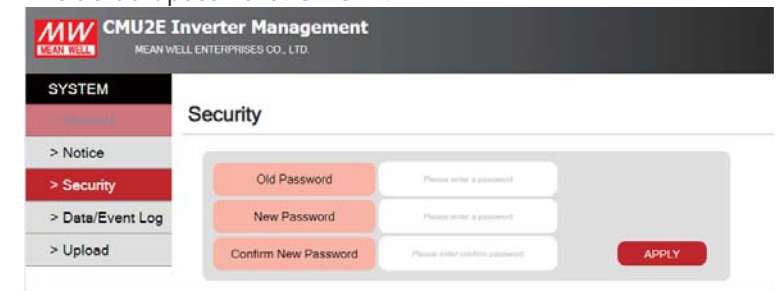 MW
MEAN WELL
CMU2E Inverter Management
MEAN WELL ENTERPRISES CO., LTD.
SYSTEM
Security
> Notice
> Security
> Data/Event Log
> Upload
Old Password
Please enter a password
New Password
Please enter a password
Confirm New Password
Please enter confirm password
APPLY